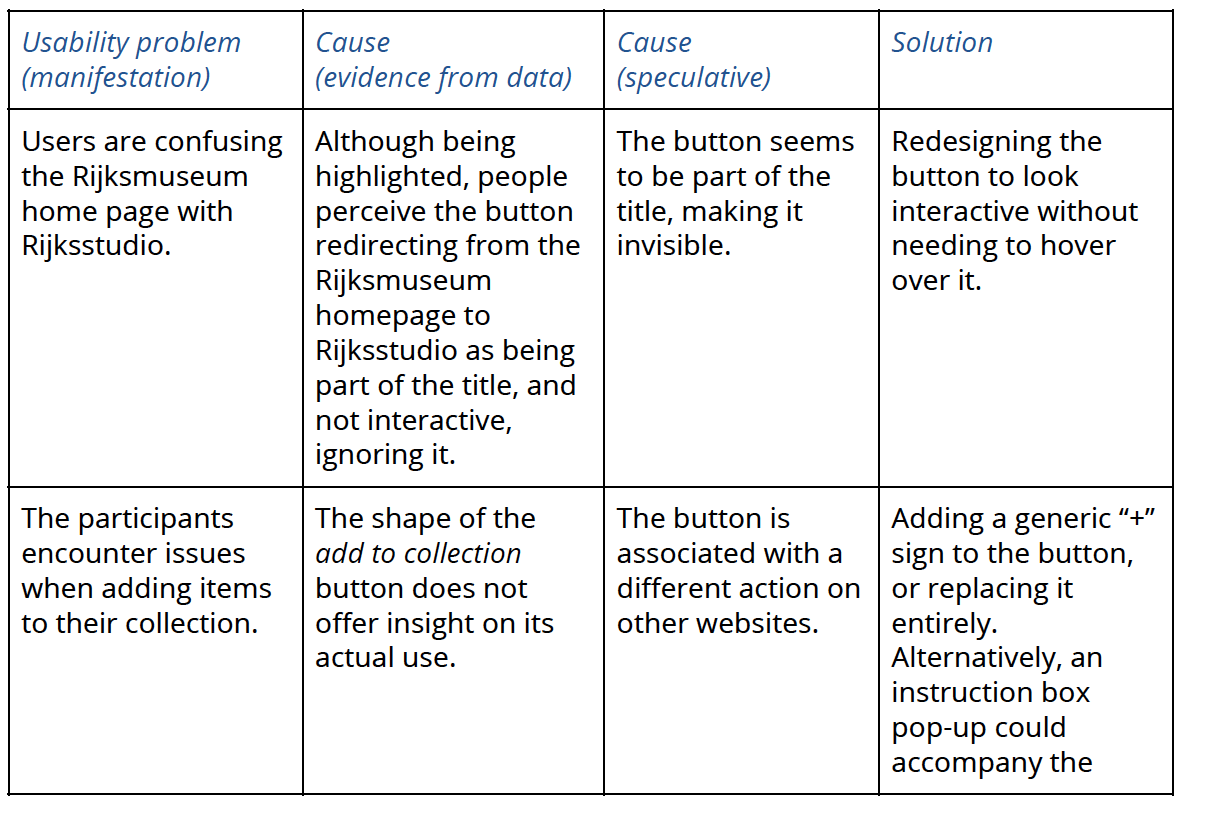 Usability problem
(manifestation)
Cause
(evidence from data)
Cause
(speculative)
Solution
Users are confusing
the Rijksmuseum
home page with
Rijksstudio.
Although being
highlighted, people
perceive the button
redirecting from the
Rijksmuseum
homepage to
Rijksstudio as being
part of the title, and
not interactive,
ignoring it.
The button seems
to be part of the
title, making it
invisible.
Redesigning the
button to look
interactive without
needing to hover
over it.
The participants
encounter issues
when adding items
to their collection.
The shape of the
add to collection
button does not
offer insight on its
actual use.
The button is
associated with a
different action on
other websites.
Adding a generic “+”
sign to the button,
or replacing it
entirely.
Alternatively, an
instruction box
pop-up could
accompany the